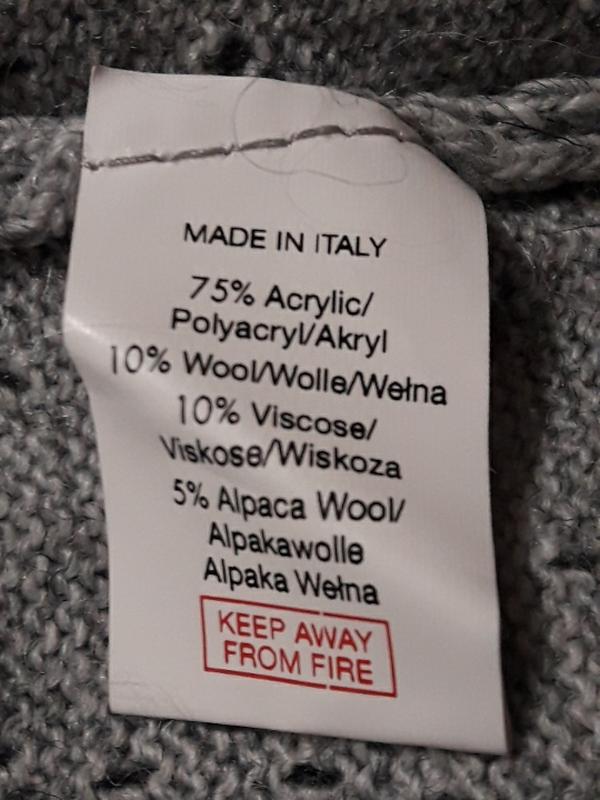 MADE IN ITALY
75% Acrylic/
Polyacryl/Akryl
10% Wool/Wolle/Wełna
10% Viscose/
Viskose/Wiskoza
5% Alpaca Wool/
Alpakawolle
Alpaka Wełna
KEEP AWAY
FROM FIRE